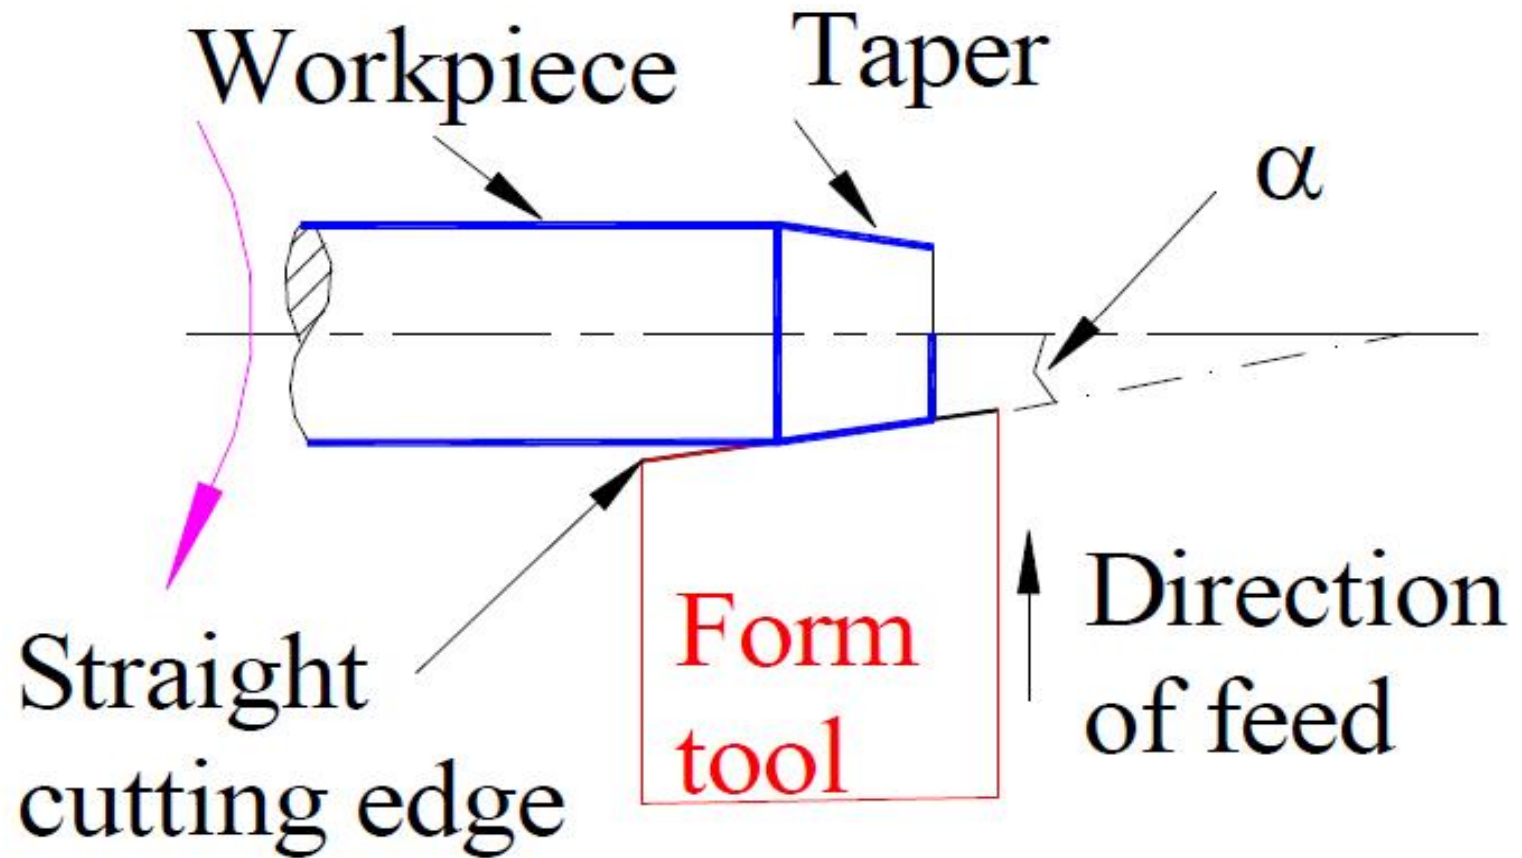 Workpiece
Taper
α
Straight
cutting edge
Form
tool
Direction
of feed